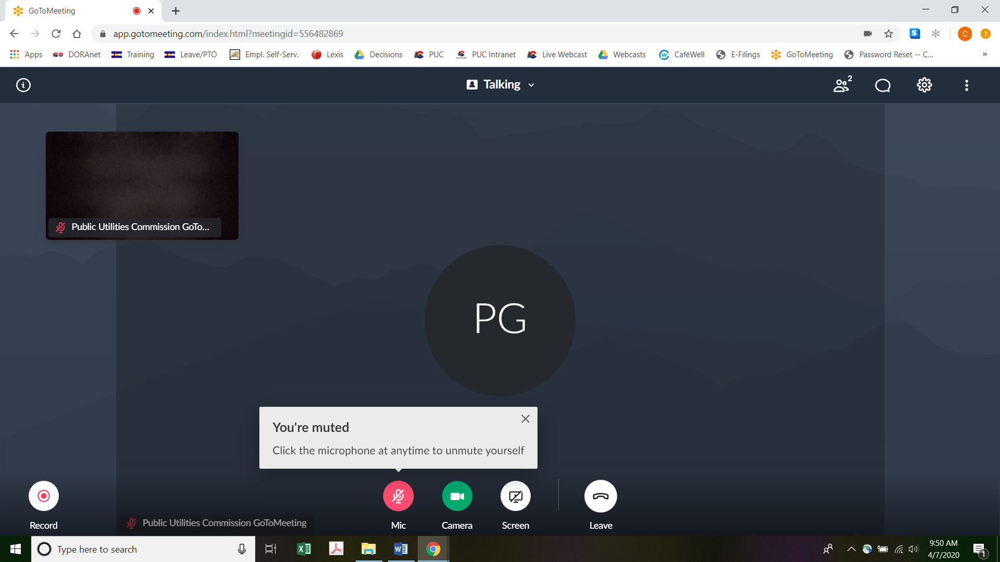 GoToMeeting
app.gotomeeting.com/index.html?meetingid=556482869
S
C
Apps DORAnet Training Leave/PTO Empl. Self-Serv. Lexis Decisions PUC PUC Intranet Live Webcast Webcasts CaféWell E-Filings GoToMeeting Password Reset -- C... »
Talking
2
Public Utilities Commission GoTo...
PG
You're muted
Click the microphone at anytime to unmute yourself
Record
Public Utilities Commission GoToMeeting
Mic
Camera
Screen
Leave
Type here to search
9:50 AM
4/7/2020
1